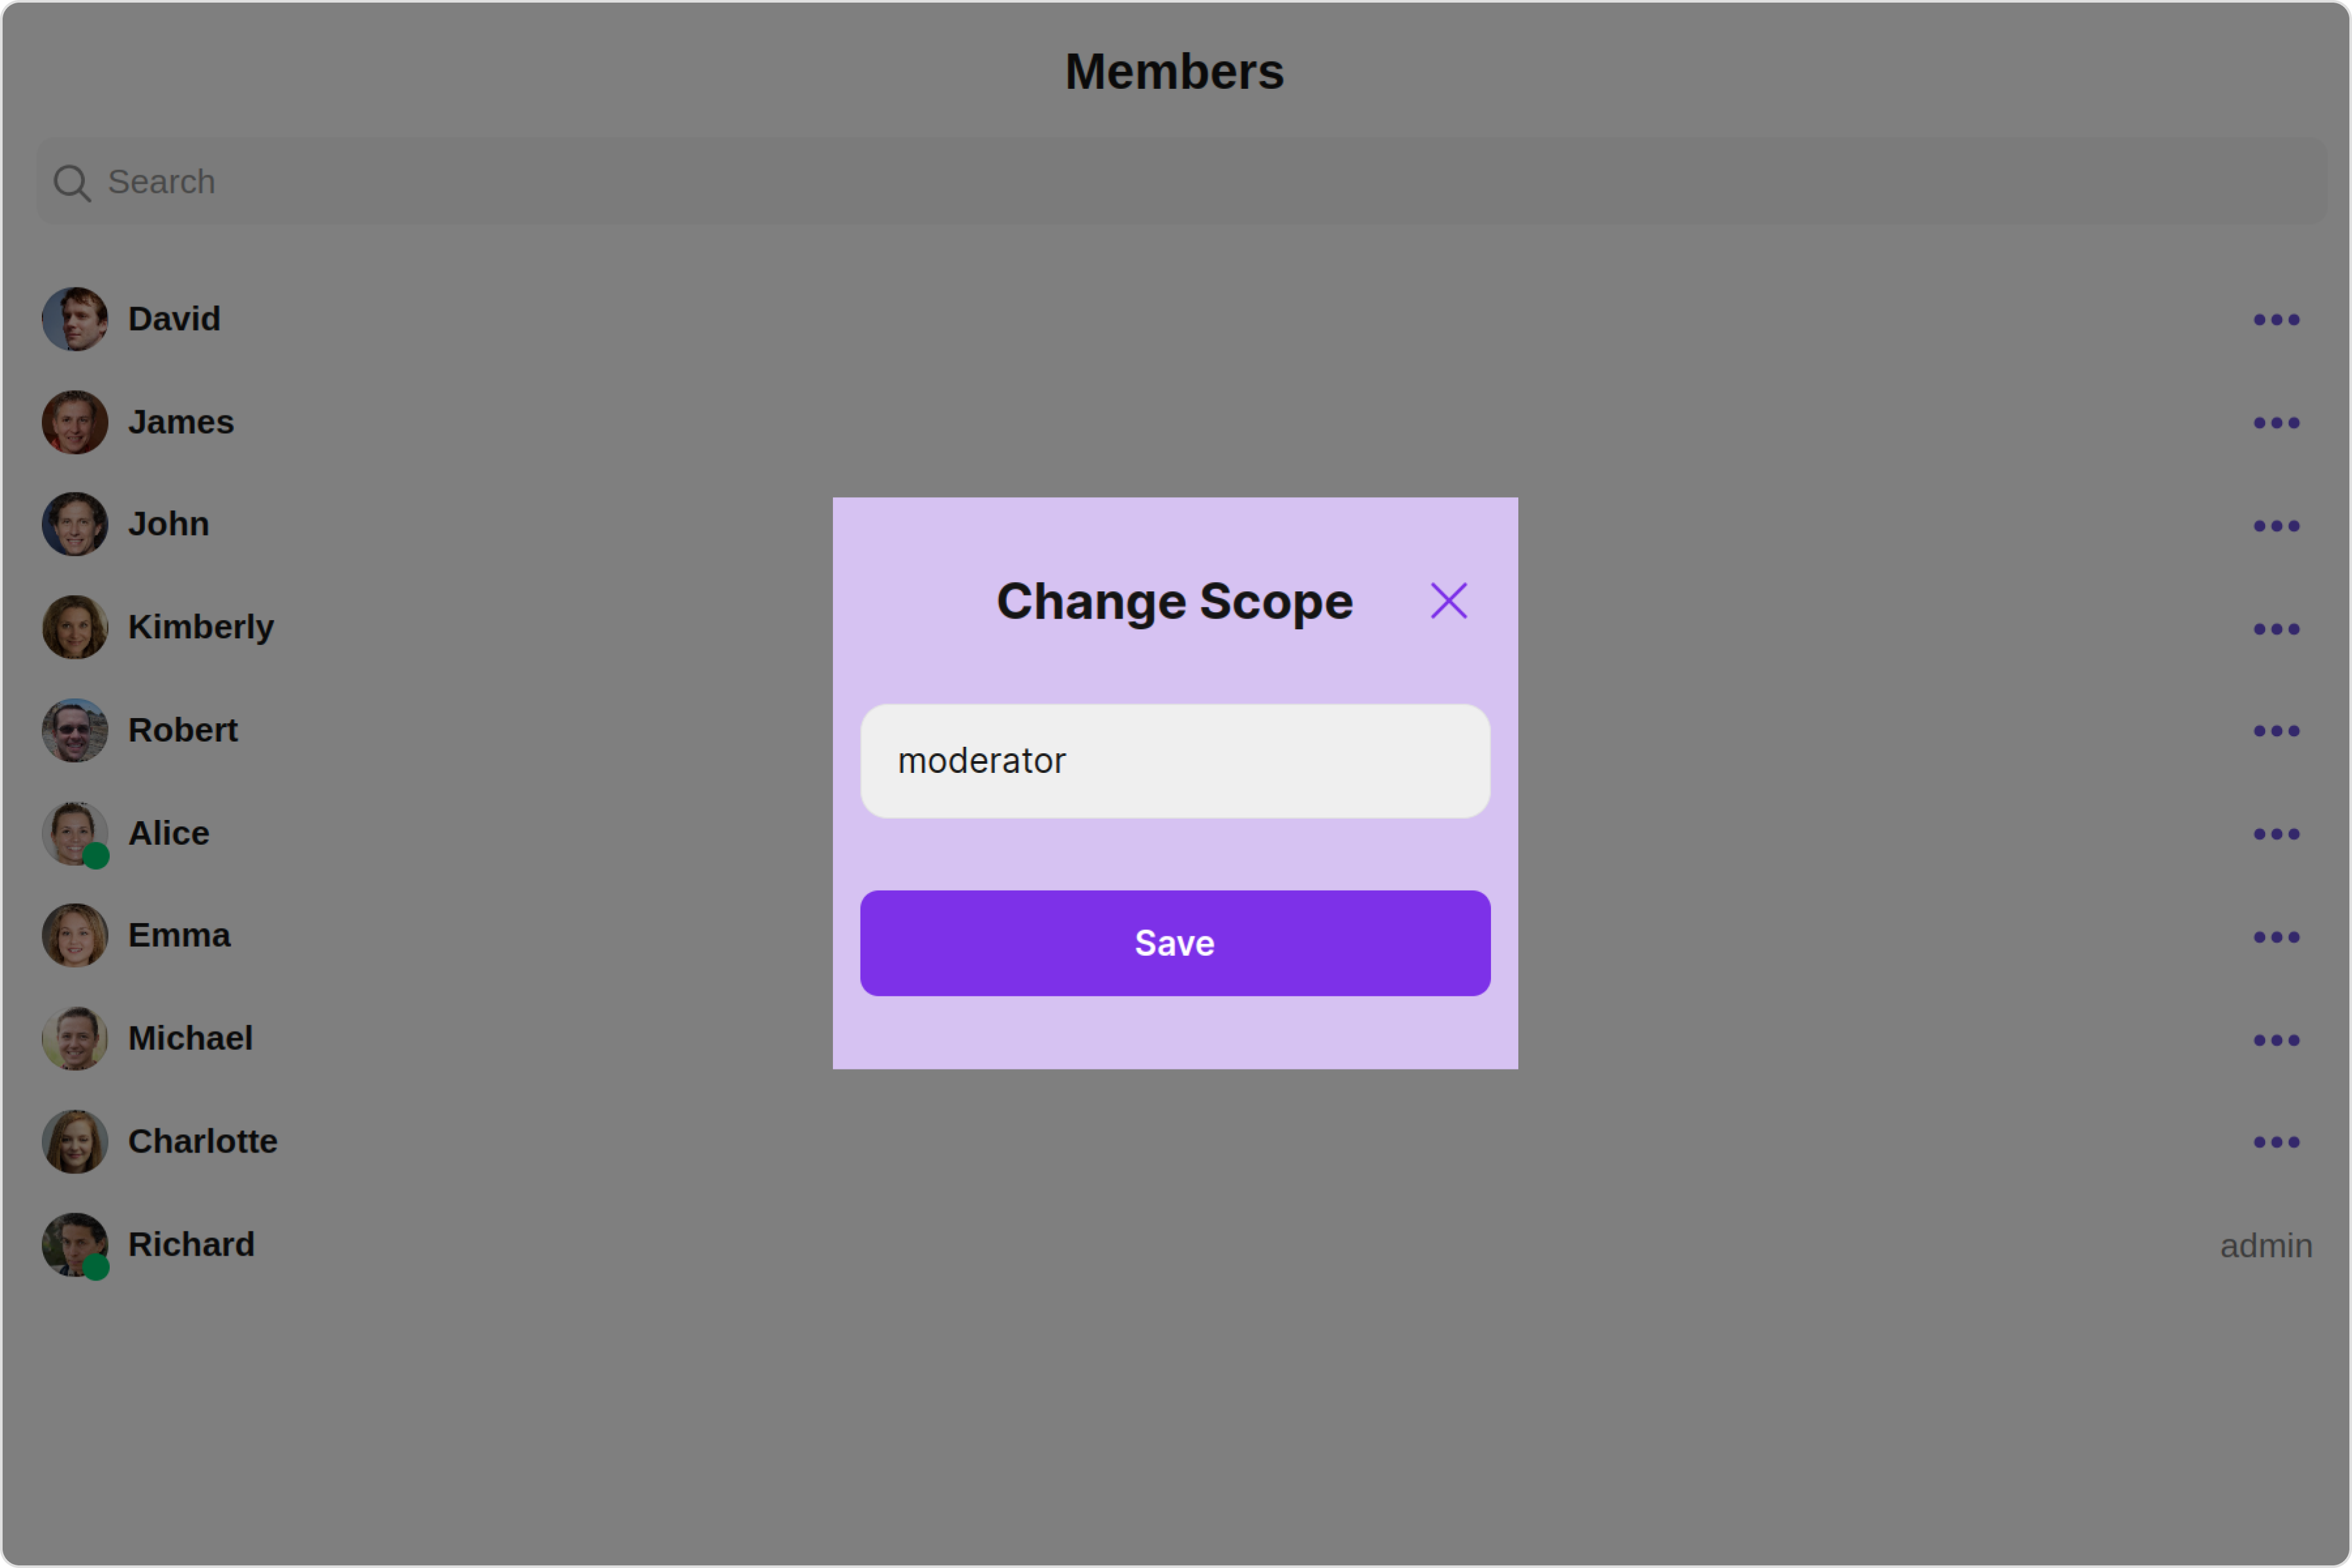 Members
Search
David
James
John
Kimberly
Robert
Alice
Emma
Michael
Charlotte
Richard
admin
Change Scope
moderator
Save